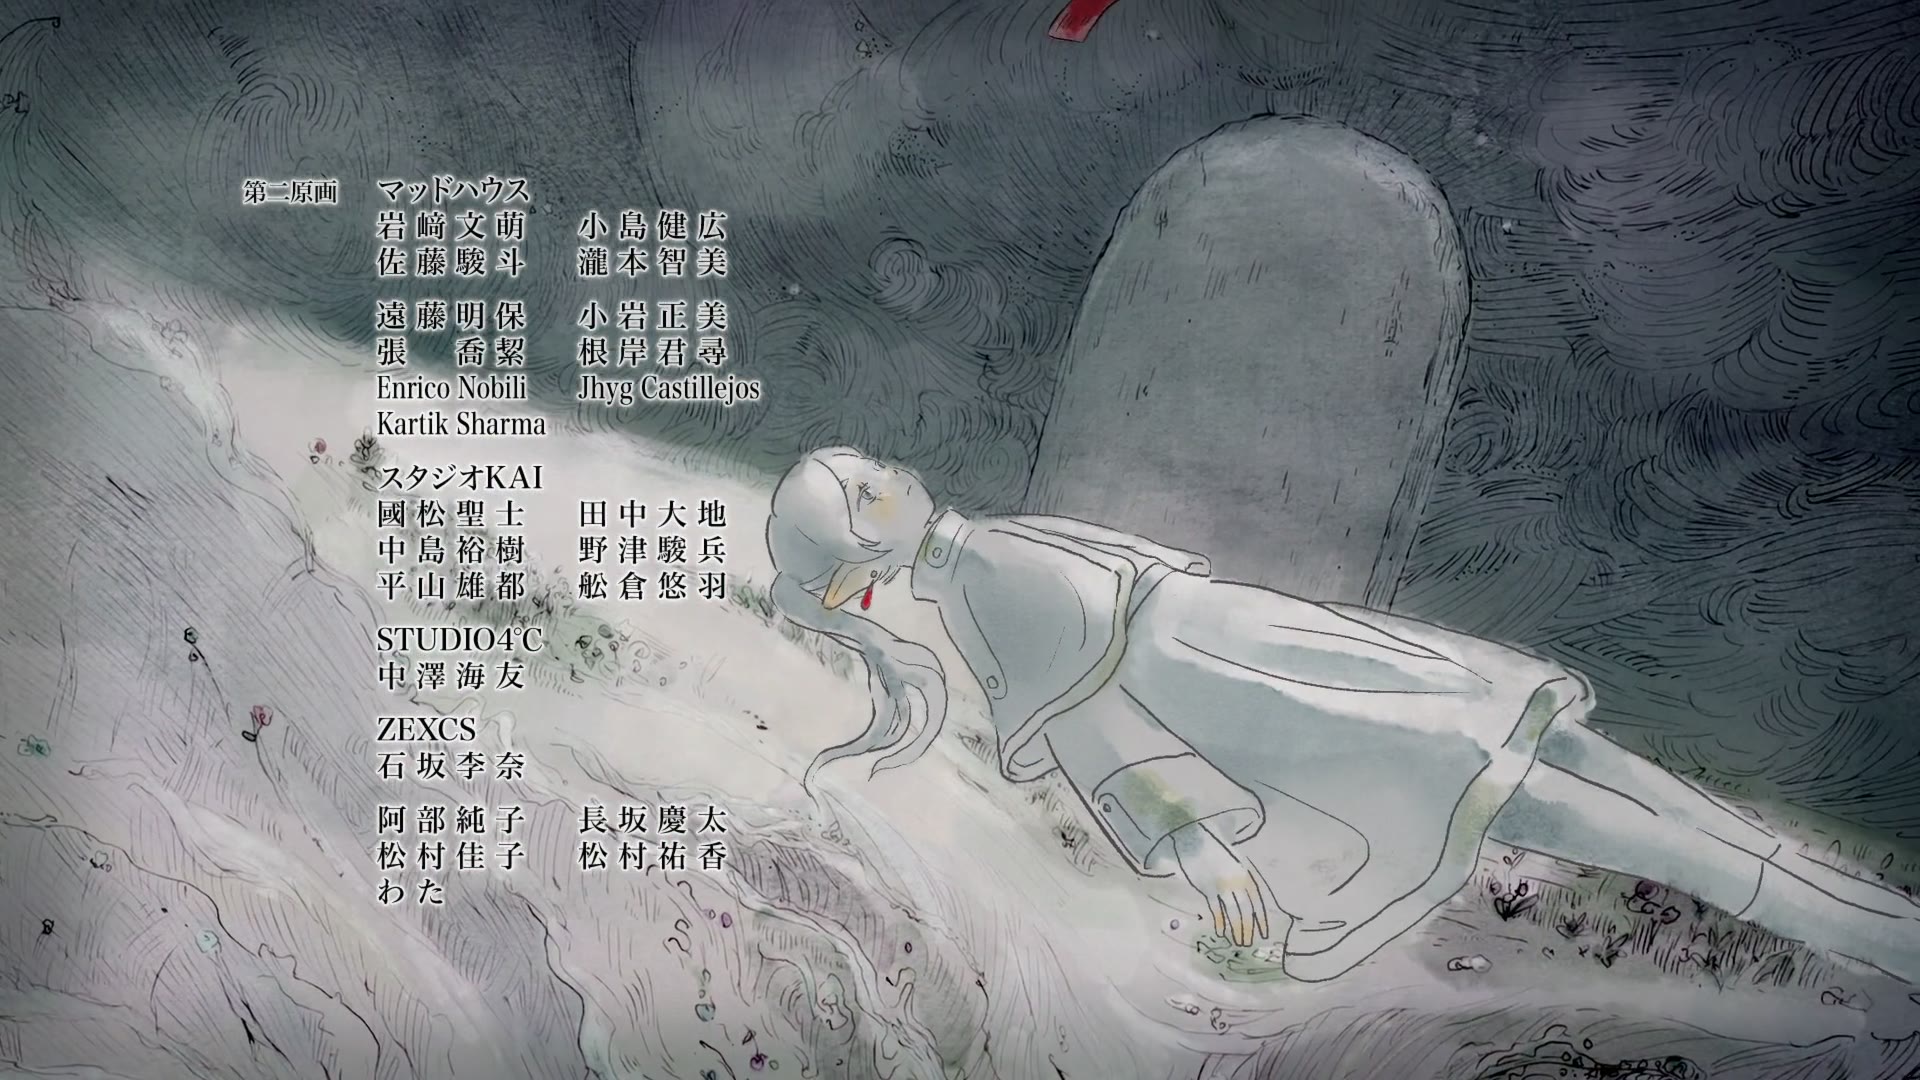 第二原画 マッドハウス
岩﨑文萌 小島健広
佐藤駿斗 瀧本智美
遠藤明保 小岩正美
張 喬絜 根岸君尋
Enrico Nobili Jhyg Castillejos
Kartik Sharma
スタジオKAI
國松聖士 田中大地
中島裕樹 野津駿兵
平山雄都 舩倉悠羽
STUDIO4℃
中澤海友
ZEXCS
石坂李奈
阿部純子 長坂慶太
松村佳子 松村祐香
わた